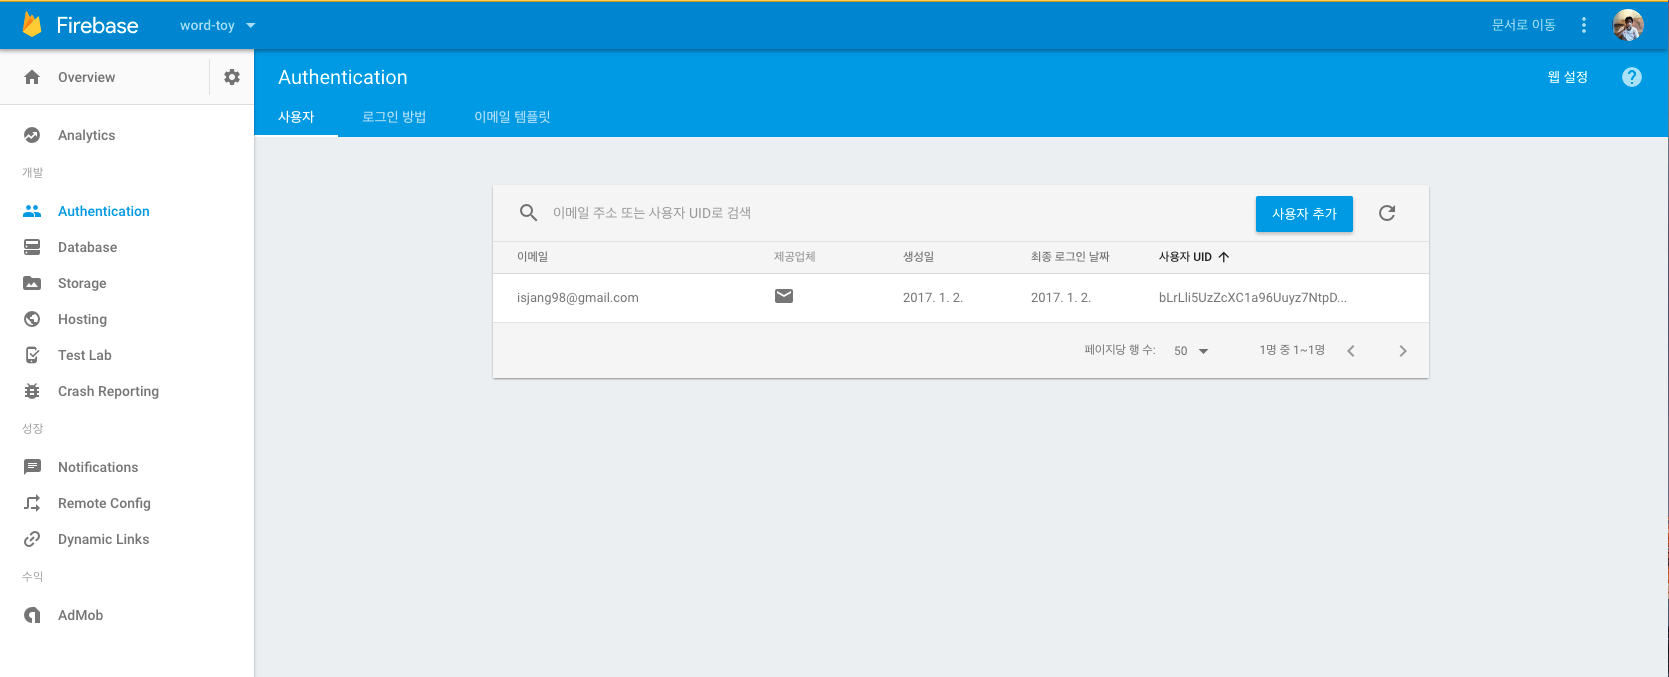 Firebase
word-toy
문서로 이동
Overview
Authentication
웹 설정
사용자 로그인 방법 이메일 템플릿
Analytics
개발
Authentication
Database
Storage
Hosting
Test Lab
Crash Reporting
성장
Notifications
Remote Config
Dynamic Links
수익
AdMob
이메일 주소 또는 사용자 UID로 검색
사용자 추가
이메일 제공업체 생성일 최종 로그인 날짜 사용자 UID
isjang98@gmail.com 2017. 1. 2. 2017. 1. 2. bLrLli5UzZcXC1a96Uuyz7NtpD...
페이지당 행 수: 50 1명 중 1~1명